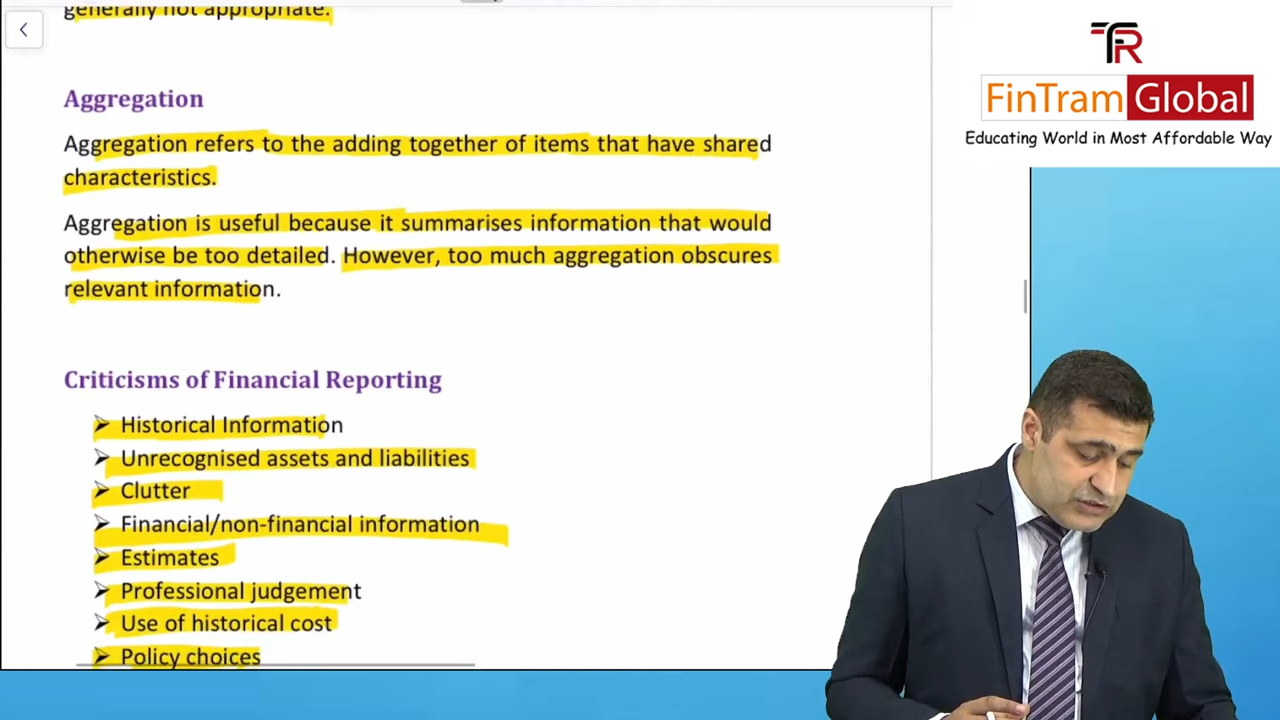 generally not appropriate.
Aggregation
Aggregation refers to the adding together of items that have shared
characteristics.
Aggregation is useful because it summarises information that would
otherwise be too detailed. However, too much aggregation obscures
relevant information.
Criticisms of Financial Reporting
Historical Information
Unrecognised assets and liabilities
Clutter
Financial/non-financial information
Estimates
Professional judgement
Use of historical cost
Policy choices
FinTram Global
Educating World in Most Affordable Way